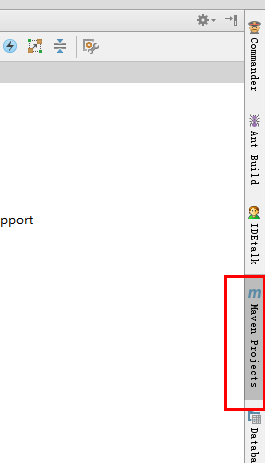 Commander
Ant Build
pport
IDEtalk
m Maven Projects
Databa